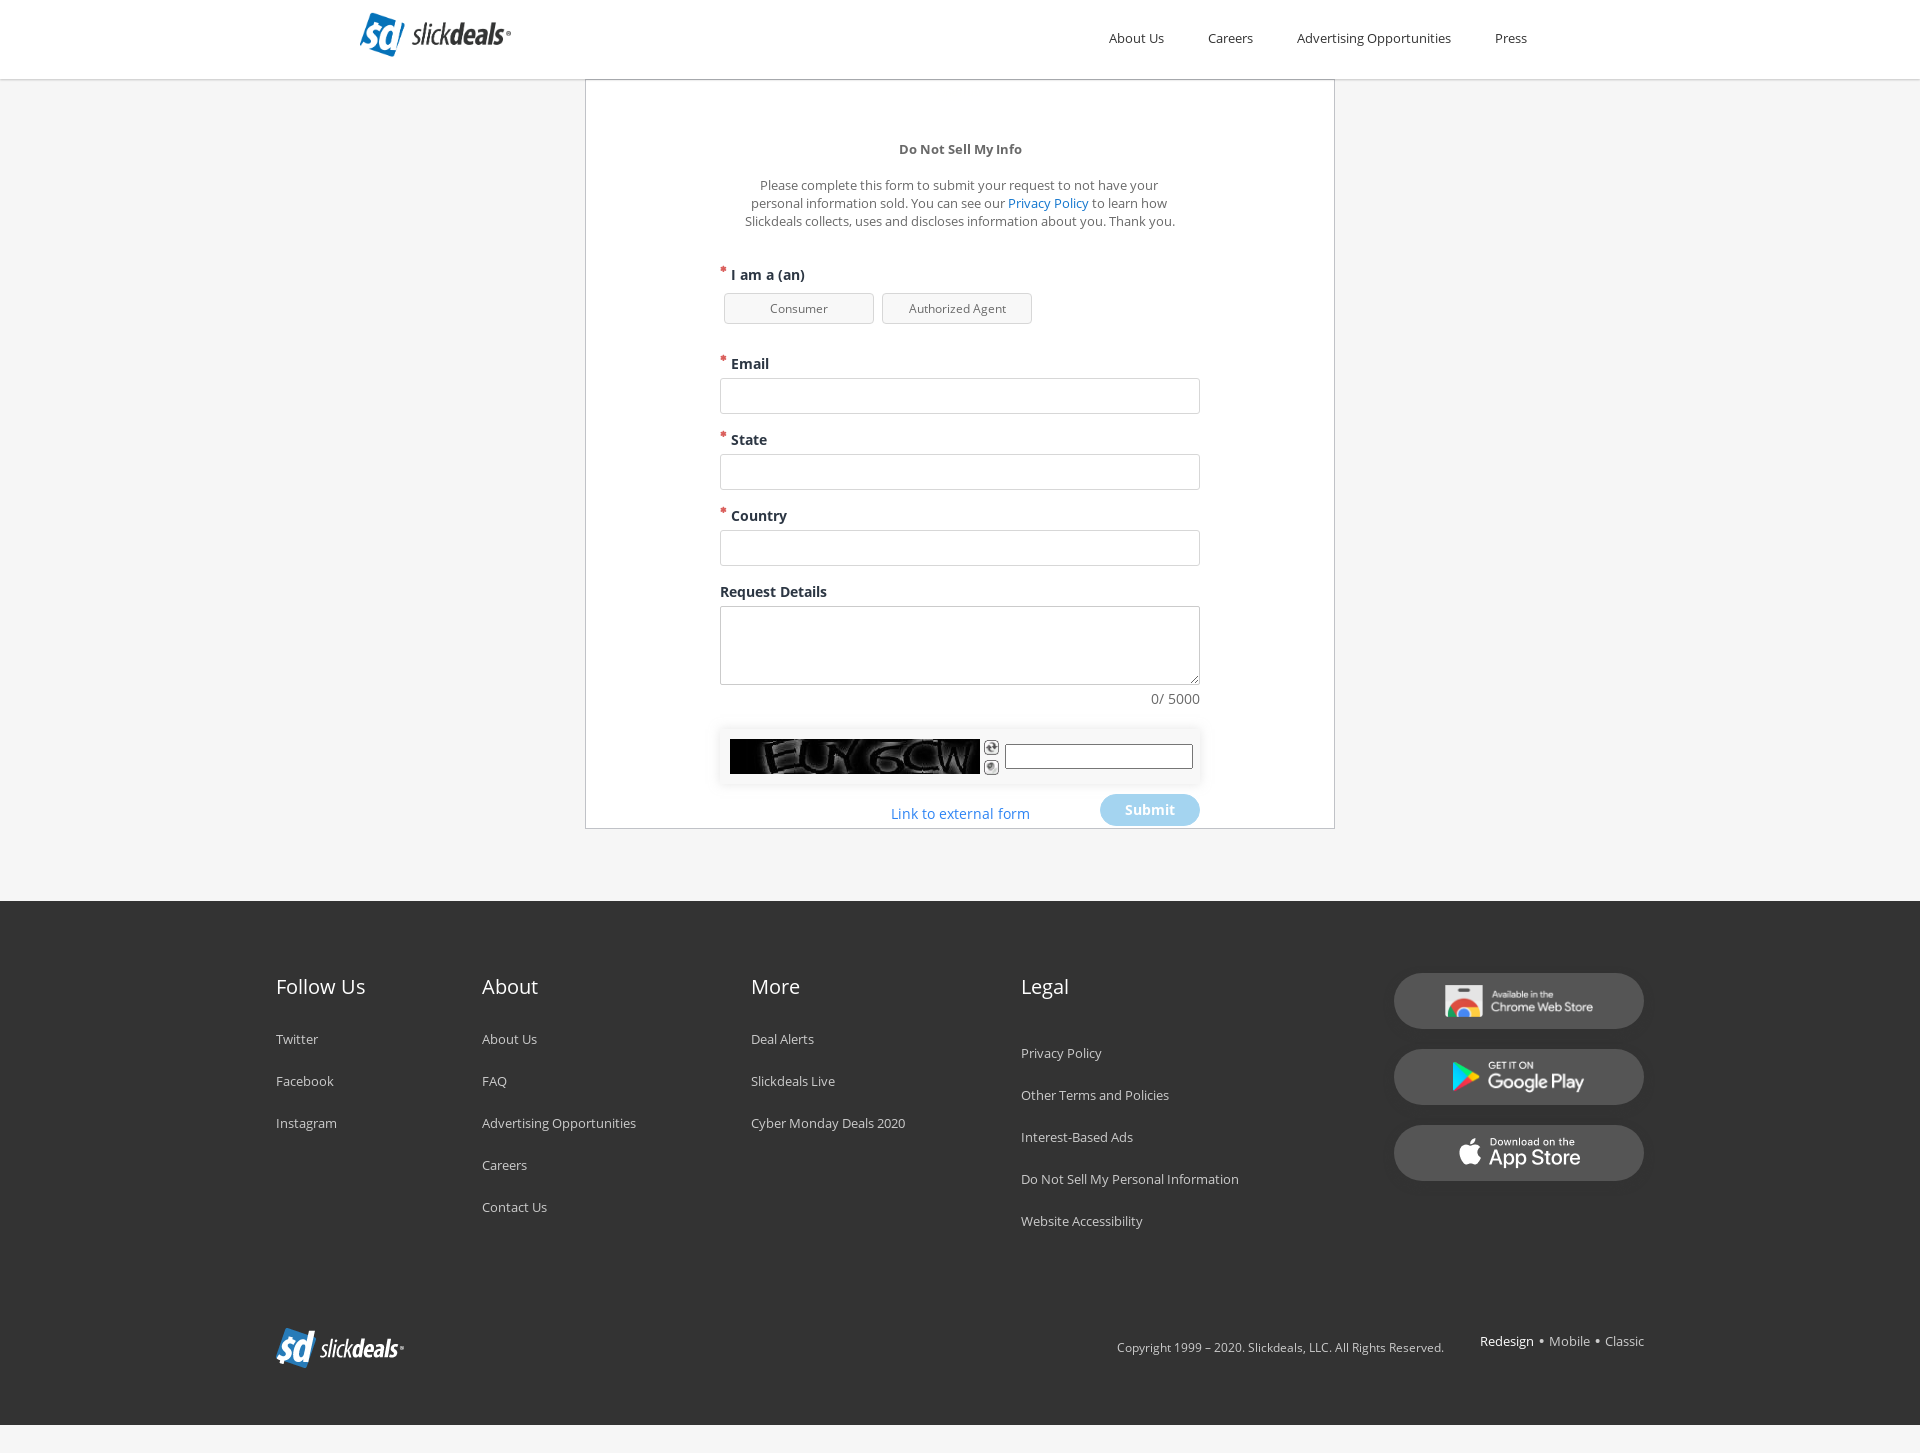 slickdeals
About Us
Careers
Advertising Opportunities
Press
Do Not Sell My Info
Please complete this form to submit your request to not have your
personal information sold. You can see our Privacy Policy to learn how
Slickdeals collects, uses and discloses information about you. Thank you.
* I am a (an)
Consumer
Authorized Agent
* Email
* State
* Country
Request Details
0/ 5000
EUY6CW
Link to external form
Submit
Follow Us
Twitter
Facebook
Instagram
About
About Us
FAQ
Advertising Opportunities
Careers
Contact Us
More
Deal Alerts
Slickdeals Live
Cyber Monday Deals 2020
Legal
Privacy Policy
Other Terms and Policies
Interest-Based Ads
Do Not Sell My Personal Information
Website Accessibility
Available in the
Chrome Web Store
GET IT ON
Google Play
Download on the
App Store
slickdeals
Copyright 1999 – 2020. Slickdeals, LLC. All Rights Reserved.
Redesign • Mobile • Classic